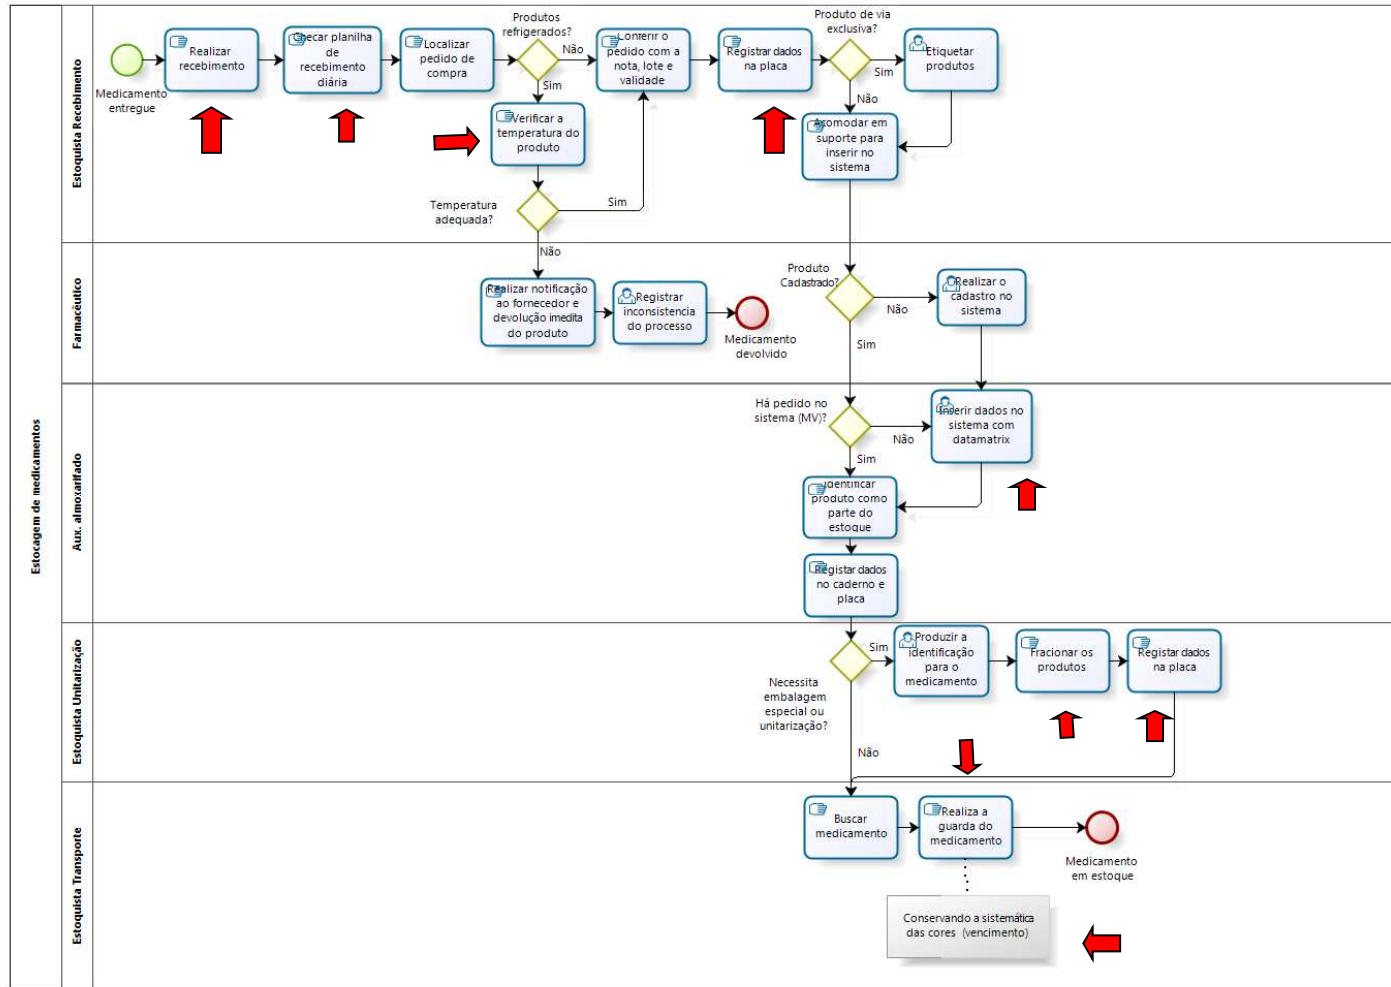 Estocagem de medicamentos
Estoquista Recebimento
Medicamento
entregue
Realizar
recebimento
Checar planilha
de
recebimento
diária
Localizar
pedido de
compra
Produtos
refrigerados?
Não
Sim
Conferir o
pedido com a
nota, lote e
validade
Registrar dados
na placa
Produto de via
exclusiva?
Sim
Não
Etiquetar
produtos
Verificar a
temperatura do
produto
Acomodar em
suporte para
inserir no
sistema
Temperatura
adequada?
Sim
Não
Farmacêutico
Realizar notificação
ao fornecedor e
devolução imedita
do produto
Registrar
inconsistencia
do processo
Medicamento
devolvido
Produto
Cadastrado?
Não
Sim
Realizar o
cadastro no
sistema
Aux. almoxarifado
Há pedido no
sistema (MV)?
Não
Sim
Inserir dados no
sistema com
datamatrix
Identificar
produto como
parte do
estoque
Registar dados
no caderno e
placa
Estoquista Unitarização
Necessita
embalagem
especial ou
unitarização?
Sim
Não
Produzir a
identificação
para o
medicamento
Fracionar os
produtos
Registar dados
na placa
Estoquista Transporte
Buscar
medicamento
Realiza a
guarda do
medicamento
Medicamento
em estoque
Conservando a sistemática
das cores (vencimento)